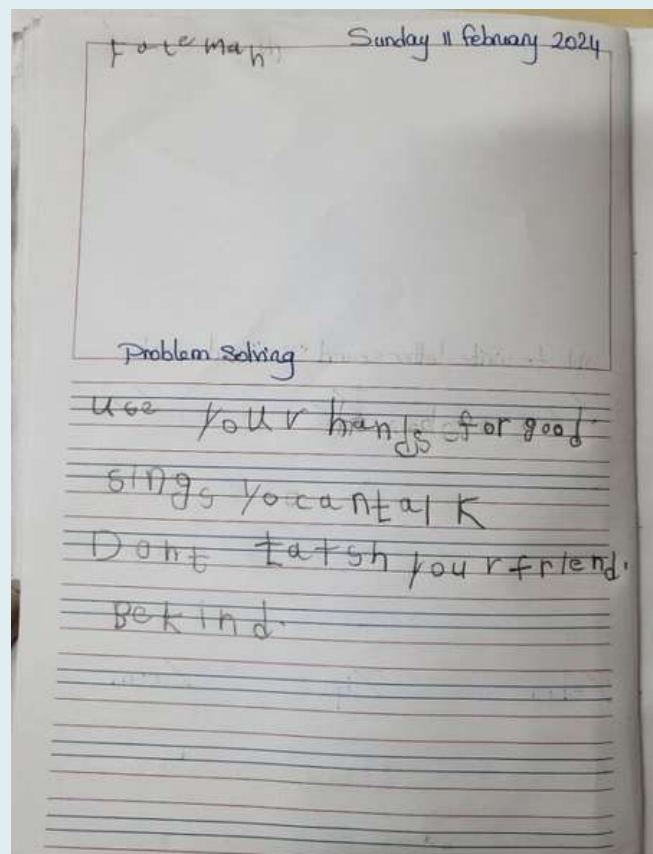 Fatemah Sunday 11 February 2024
Problem Solving
use your hands for good
sings yo can talk
Dont tatsh your friend.
Be kind.